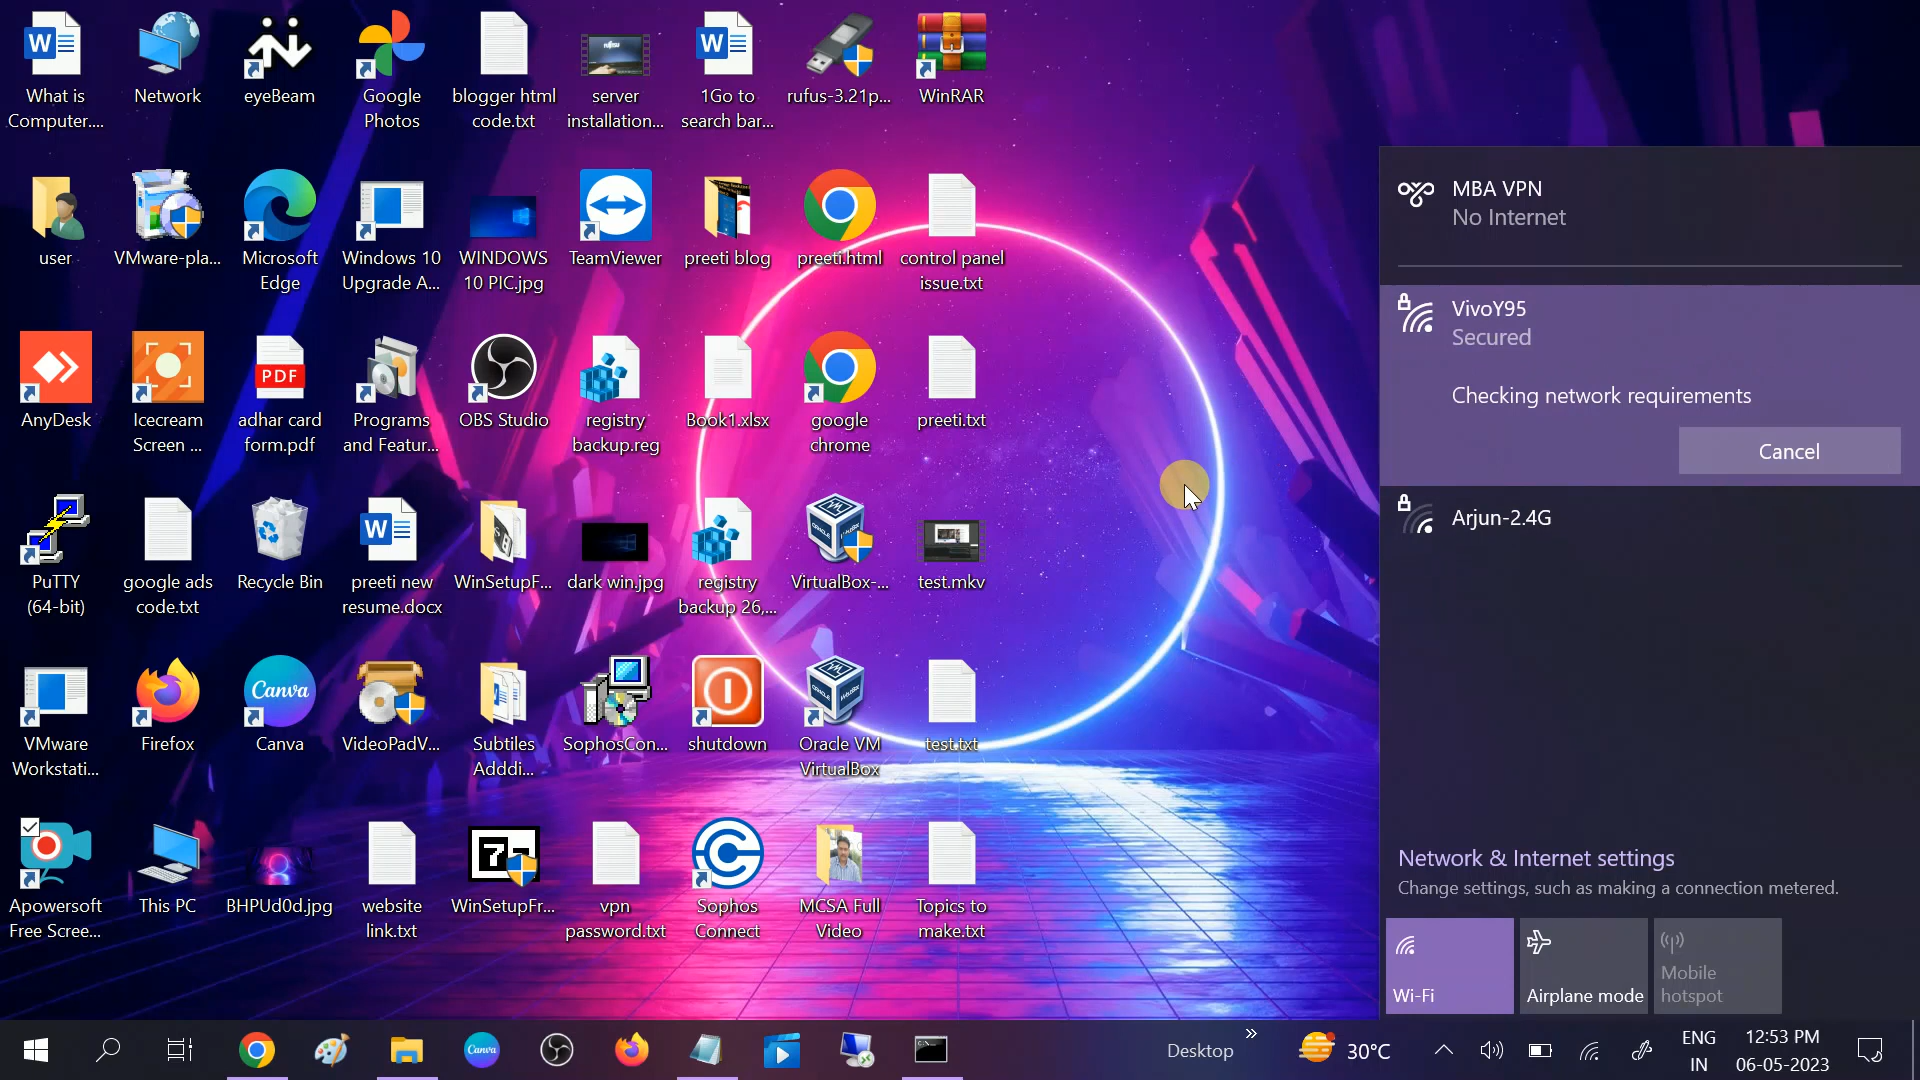 What is
Computer....
Network
eyeBeam
Google
Photos
blogger html
code.txt
server
installation...
1Go to
search bar...
rufus-3.21p...
WinRAR
user
VMware-pla...
Microsoft
Edge
Windows 10
Upgrade A...
WINDOWS
10 PIC.jpg
TeamViewer
preeti blog
preeti.html
control panel
issue.txt
AnyDesk
Icecream
Screen ...
PDF
adhar card
form.pdf
Programs
and Featur...
OBS Studio
registry
backup.reg
Book1.xlsx
google
chrome
preeti.txt
PuTTY
(64-bit)
google ads
code.txt
Recycle Bin
preeti new
resume.docx
WinSetupF...
dark win.jpg
registry
backup 26,...
VirtualBox-...
test.mkv
VMware
Workstati...
Firefox
Canva
Canva
VideoPadV...
Subtiles
Adddi...
SophosCon...
shutdown
Oracle VM
VirtualBox
test.txt
Apowersoft
Free Scree...
This PC
BHPUd0d.jpg
website
link.txt
WinSetupFr...
vpn
password.txt
Sophos
Connect
MCSA Full
Video
Topics to
make.txt
MBA VPN
No Internet
VivoY95
Secured
Checking network requirements
Cancel
Arjun-2.4G
Network & Internet settings
Change settings, such as making a connection metered.
Wi-Fi
Airplane mode
Mobile
hotspot
Canva
Desktop
30°C
ENG
IN
12:53 PM
06-05-2023